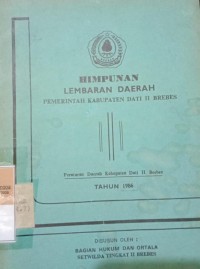 HIMPUNAN
LEMBARAN DAERAH
PEMERINTAH KABUPATEN DATI II BREBES
Peraturan Daerah Kabupaten Dati II Brebes
TAHUN 1986
DISUSUN OLEH :
BAGIAN HUKUM DAN ORTALA
SETWILDA TINGKAT II BREBES